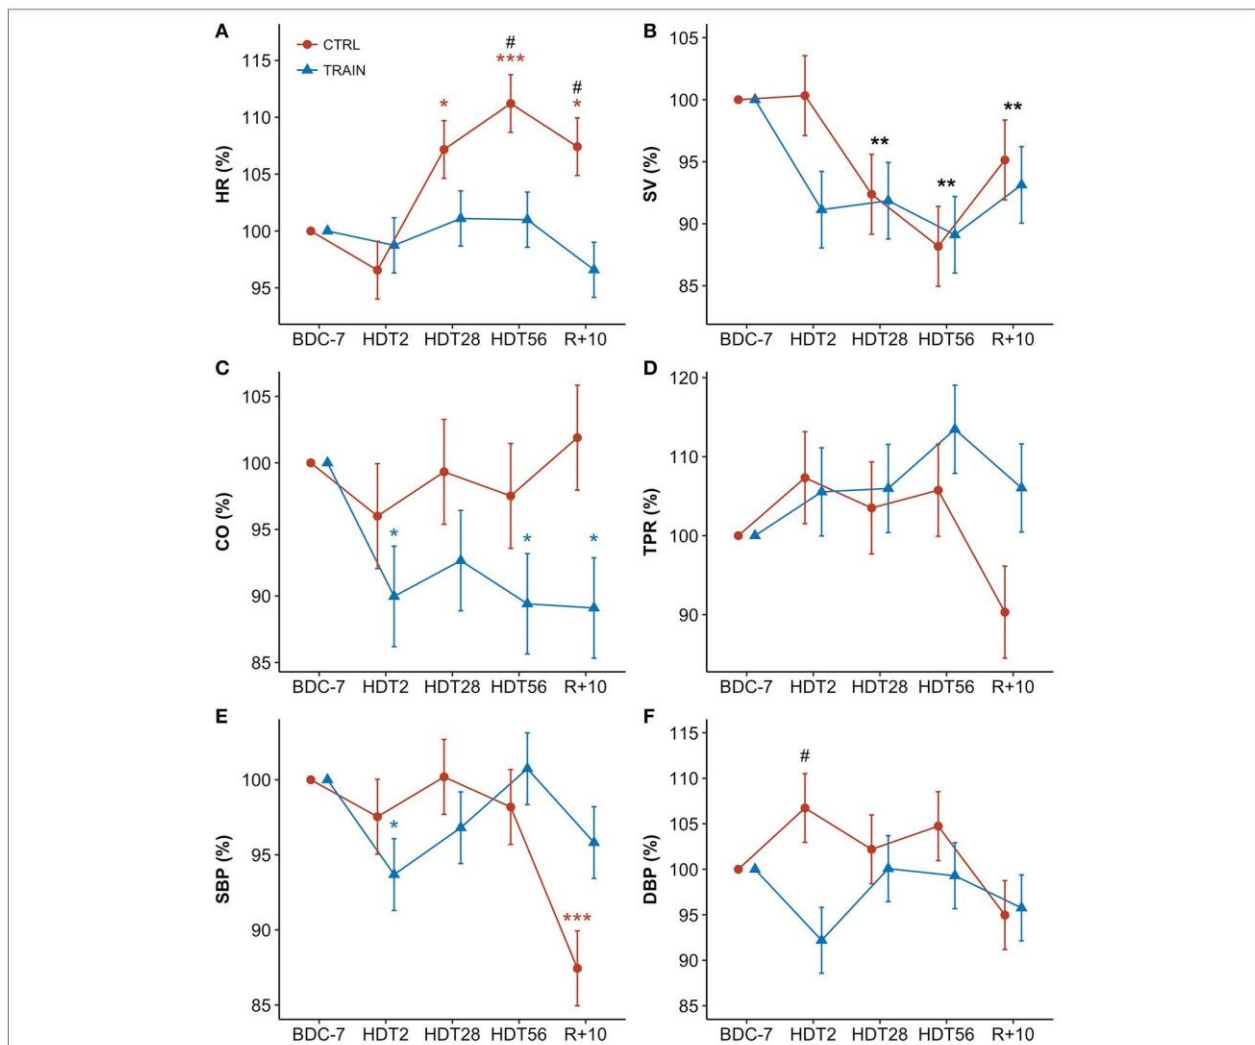 A
CTRL
TRAIN
HR (%)
115
110
105
100
95
*
#
***
#
*
BDC-7 HDT2 HDT28 HDT56 R+10
B
SV (%)
105
100
95
90
85
**
**
**
BDC-7 HDT2 HDT28 HDT56 R+10
C
CO (%)
105
100
95
90
85
*
*
*
BDC-7 HDT2 HDT28 HDT56 R+10
D
TPR (%)
120
110
100
90
BDC-7 HDT2 HDT28 HDT56 R+10
E
SBP (%)
100
95
90
85
*
***
BDC-7 HDT2 HDT28 HDT56 R+10
F
DBP (%)
115
110
105
100
95
90
85
#
BDC-7 HDT2 HDT28 HDT56 R+10